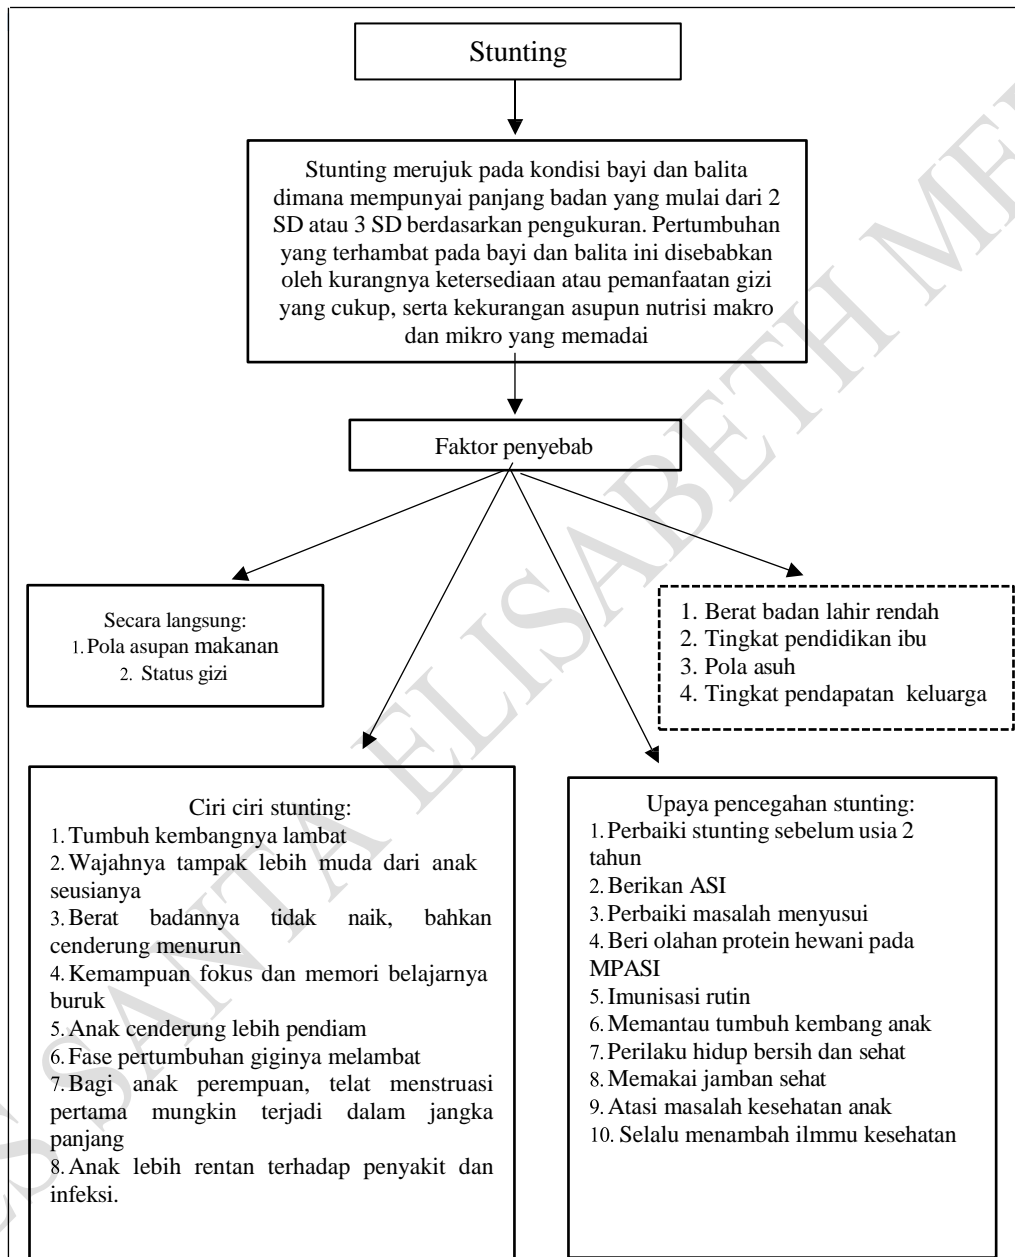 Stunting
Stunting merujuk pada kondisi bayi dan balita
dimana mempunyai panjang badan yang mulai dari 2
SD atau 3 SD berdasarkan pengukuran. Pertumbuhan
yang terhambat pada bayi dan balita ini disebabkan
oleh kurangnya ketersediaan atau pemanfaatan gizi
yang cukup, serta kekurangan asupun nutrisi makro
dan mikro yang memadai
Faktor penyebab
Secara langsung:
1. Pola asupan makanan
2. Status gizi
1. Berat badan lahir rendah
2. Tingkat pendidikan ibu
3. Pola asuh
4. Tingkat pendapatan keluarga
Ciri ciri stunting:
1. Tumbuh kembangnya lambat
2. Wajahnya tampak lebih muda dari anak
seusianya
3. Berat badannya tidak naik, bahkan
cenderung menurun
4. Kemampuan fokus dan memori belajarnya
buruk
5. Anak cenderung lebih pendiam
6. Fase pertumbuhan giginya melambat
7. Bagi anak perempuan, telat menstruasi
pertama mungkin terjadi dalam jangka
panjang
8. Anak lebih rentan terhadap penyakit dan
infeksi.
Upaya pencegahan stunting:
1. Perbaiki stunting sebelum usia 2
tahun
2. Berikan ASI
3. Perbaiki masalah menyusui
4. Beri olahan protein hewani pada
MPASI
5. Imunisasi rutin
6. Memantau tumbuh kembang anak
7. Perilaku hidup bersih dan sehat
8. Memakai jamban sehat
9. Atasi masalah kesehatan anak
10. Selalu menambah ilmmu kesehatan
SANTA ELISABETH